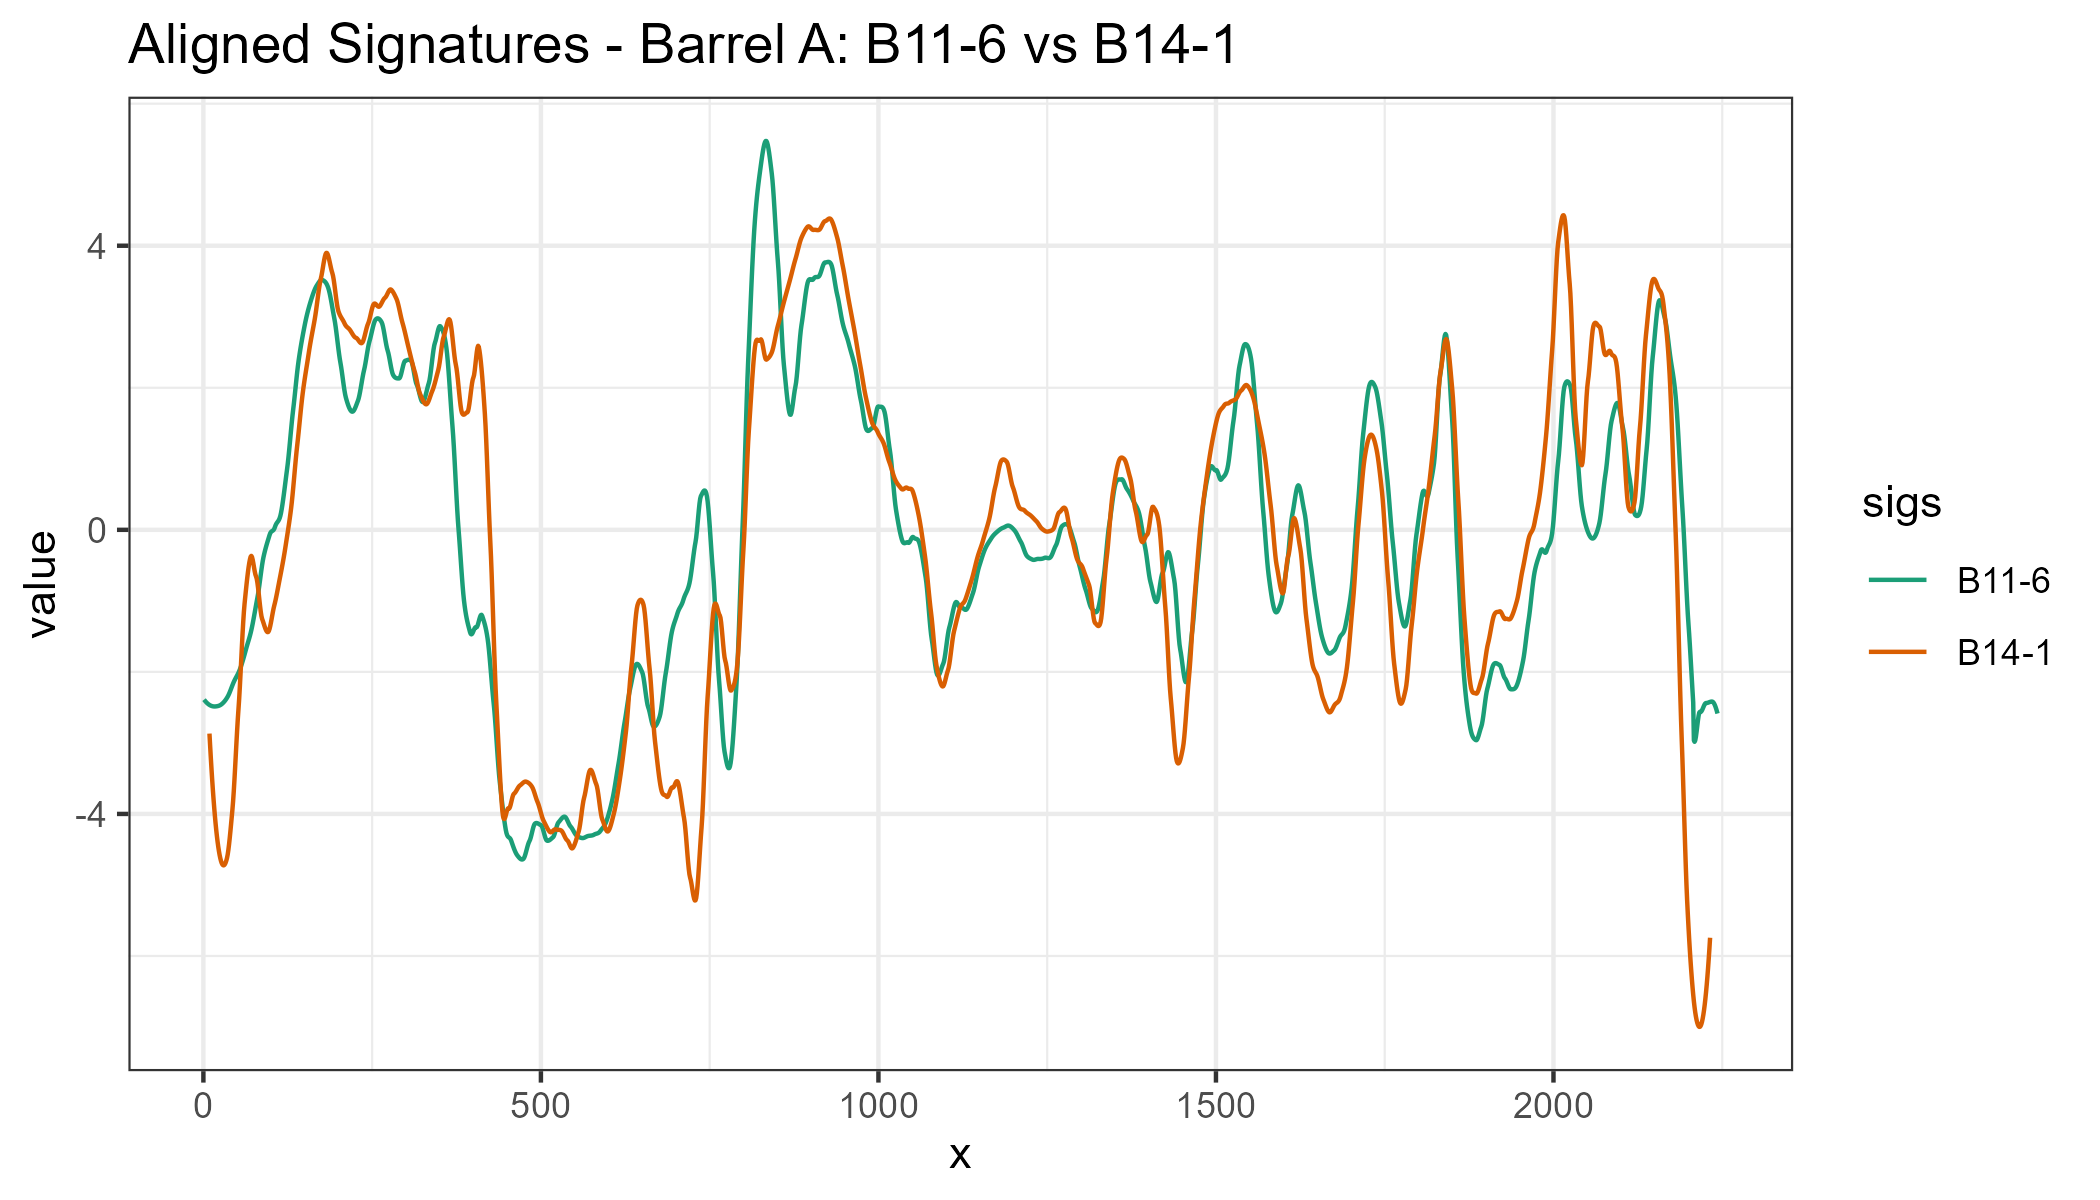 Aligned Signatures - Barrel A: B11-6 vs B14-1
value
4
0
-4
0 500 1000 1500 2000
x
sigs
B11-6
B14-1